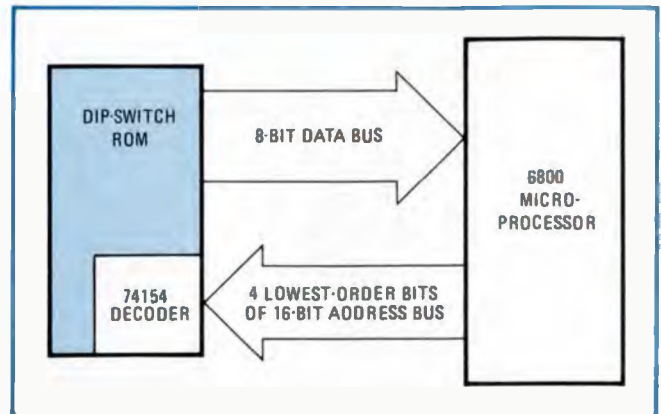 DIP-SWITCH
ROM
8-BIT DATA BUS
6800
MICRO-
PROCESSOR
74154
DECODER
4 LOWEST-ORDER BITS
OF 16-BIT ADDRESS BUS